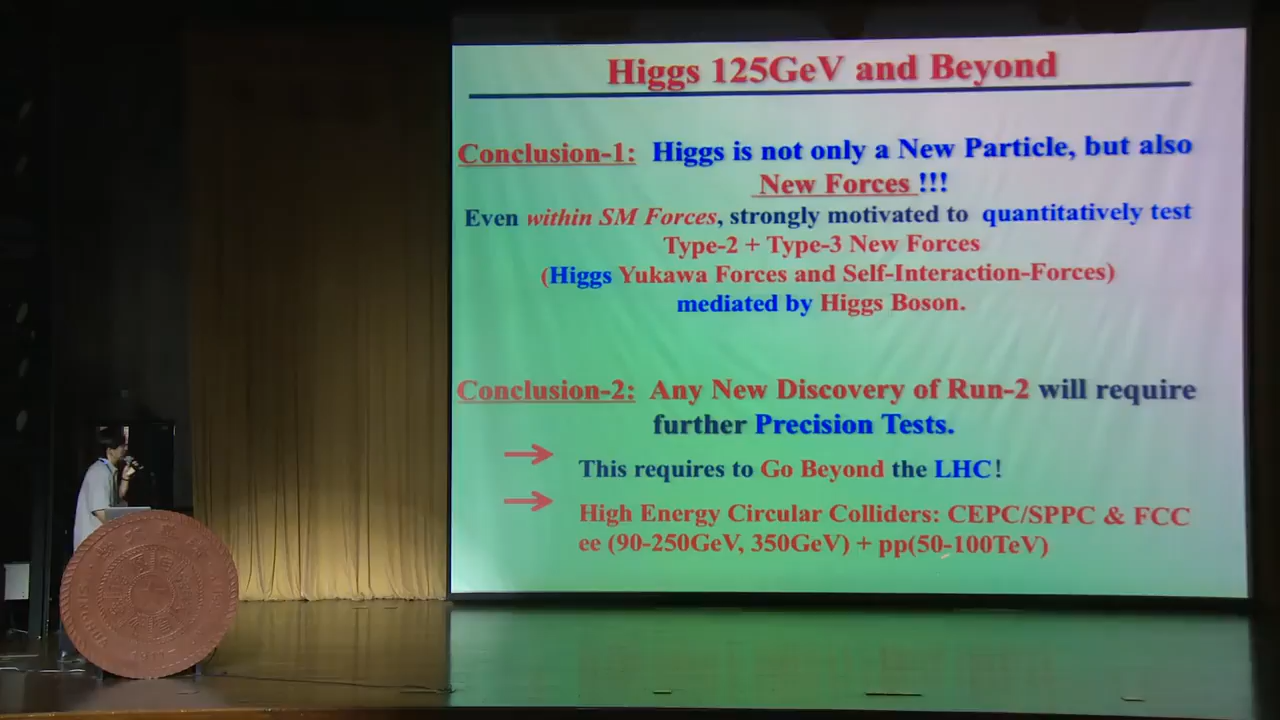 Higgs 125GeV and Beyond
Conclusion-1: Higgs is not only a New Particle, but also
New Forces !!!
Even within SM Forces, strongly motivated to quantitatively test
Type-2 + Type-3 New Forces
(Higgs Yukawa Forces and Self-Interaction-Forces)
mediated by Higgs Boson.
Conclusion-2: Any New Discovery of Run-2 will require
further Precision Tests.
→ This requires to Go Beyond the LHC!
→ High Energy Circular Colliders: CEPC/SPPC & FCC
ee (90-250GeV, 350GeV) + pp(50-100TeV)